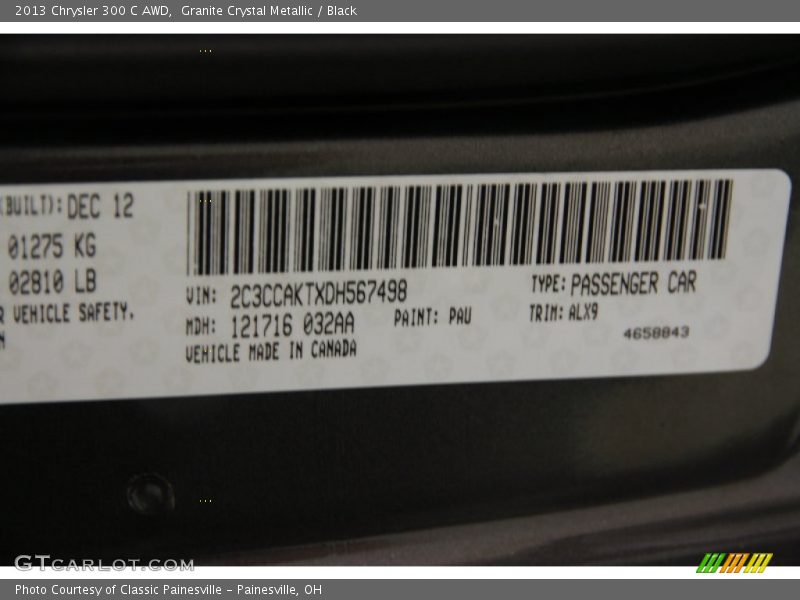 2013 Chrysler 300 C AWD,  Granite Crystal Metallic / Black
(BUILT): DEC 12
01275 KG
02810 LB
R VEHICLE SAFETY.
N
VIN: 2C3CCAKTXDH567498
TYPE: PASSENGER CAR
MDH: 121716 032AA
PAINT: PAU
TRIM: ALX9
VEHICLE MADE IN CANADA
4658843
GTCARLOT.COM
Photo Courtesy of Classic Painesville - Painesville, OH